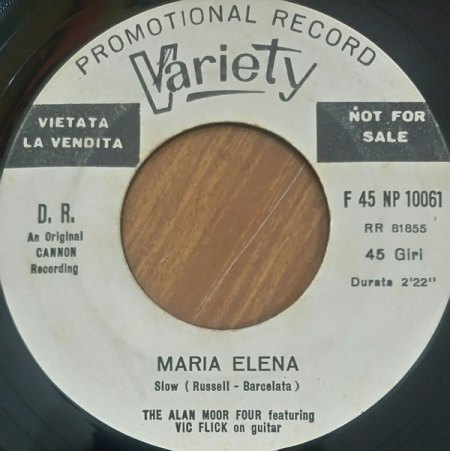 PROMOTIONAL RECORD
Variety
VIETATA
LA VENDITA
NOT FOR
SALE
D. R.
An Original
CANNON
Recording
F 45 NP 10061
RR 81855
45 Giri
Durata 2'22"
MARIA ELENA
Slow ( Russell - Barcelata )
THE ALAN MOOR FOUR featuring
VIC FLICK on guitar